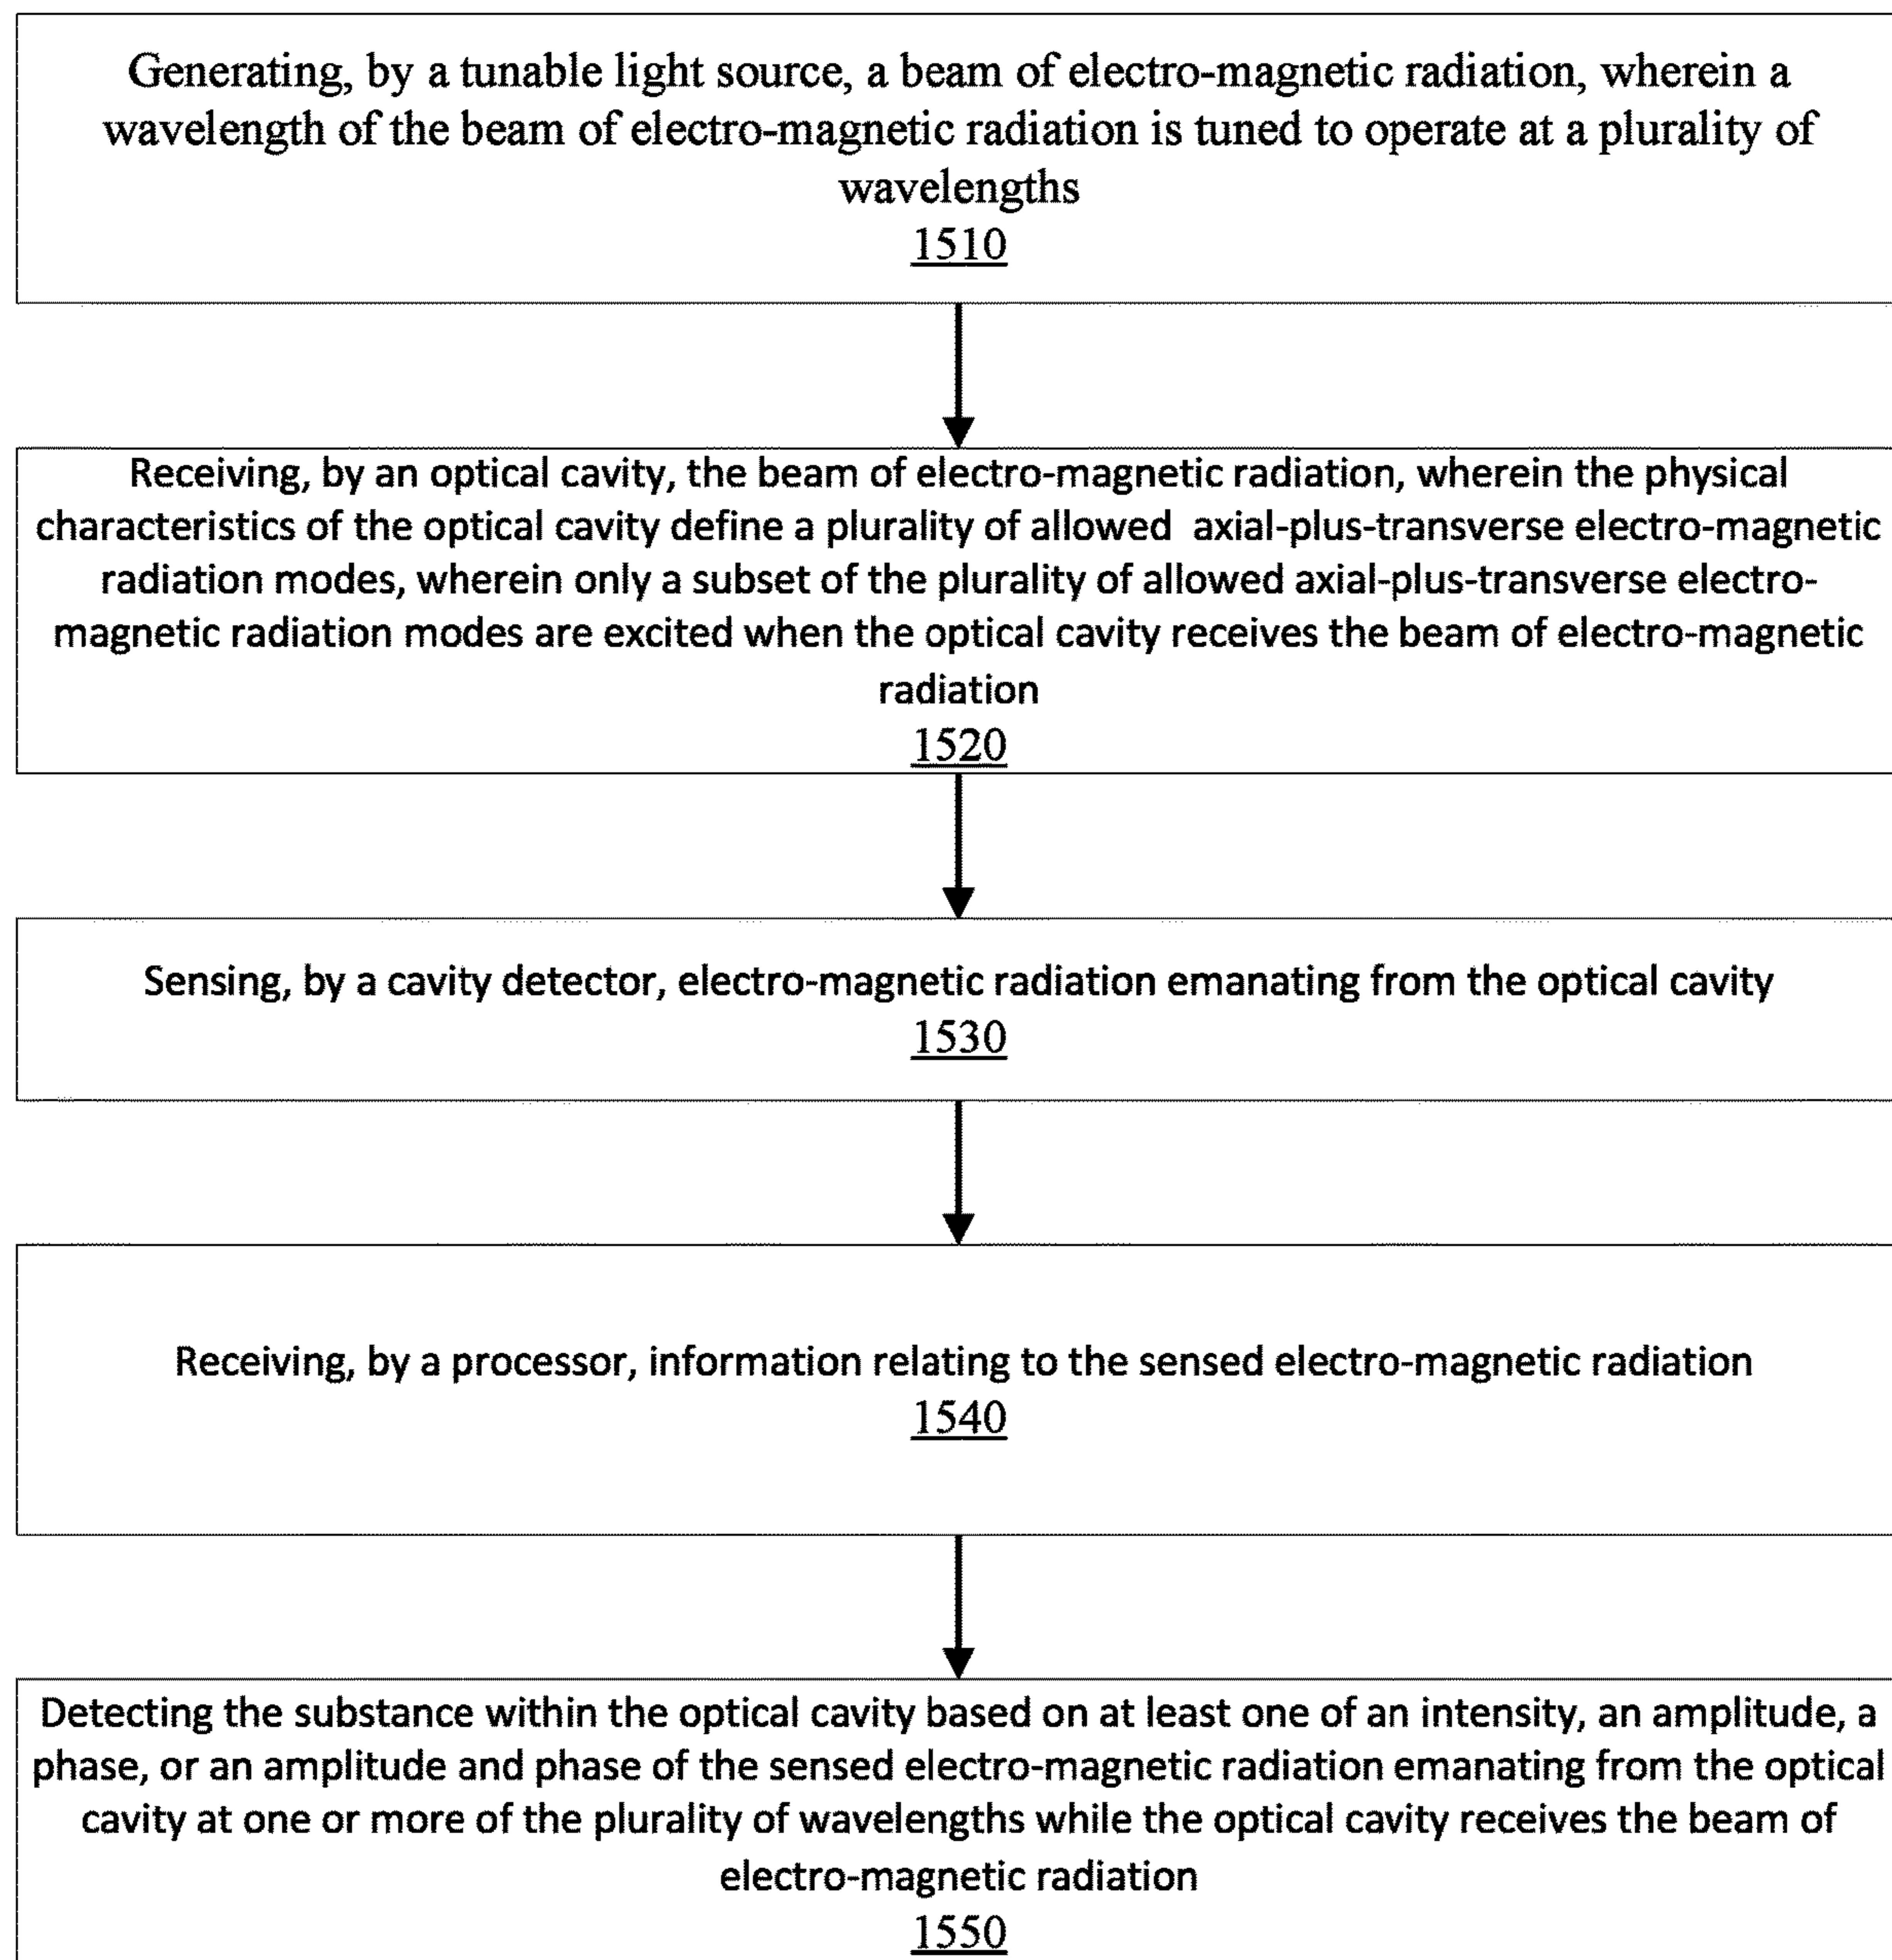 Generating, by a tunable light source, a beam of electro-magnetic radiation, wherein a
wavelength of the beam of electro-magnetic radiation is tuned to operate at a plurality of
wavelengths
1510
Receiving, by an optical cavity, the beam of electro-magnetic radiation, wherein the physical
characteristics of the optical cavity define a plurality of allowed axial-plus-transverse electro-magnetic
radiation modes, wherein only a subset of the plurality of allowed axial-plus-transverse electro-
magnetic radiation modes are excited when the optical cavity receives the beam of electro-magnetic
radiation
1520
Sensing, by a cavity detector, electro-magnetic radiation emanating from the optical cavity
1530
Receiving, by a processor, information relating to the sensed electro-magnetic radiation
1540
Detecting the substance within the optical cavity based on at least one of an intensity, an amplitude, a
phase, or an amplitude and phase of the sensed electro-magnetic radiation emanating from the optical
cavity at one or more of the plurality of wavelengths while the optical cavity receives the beam of
electro-magnetic radiation
1550